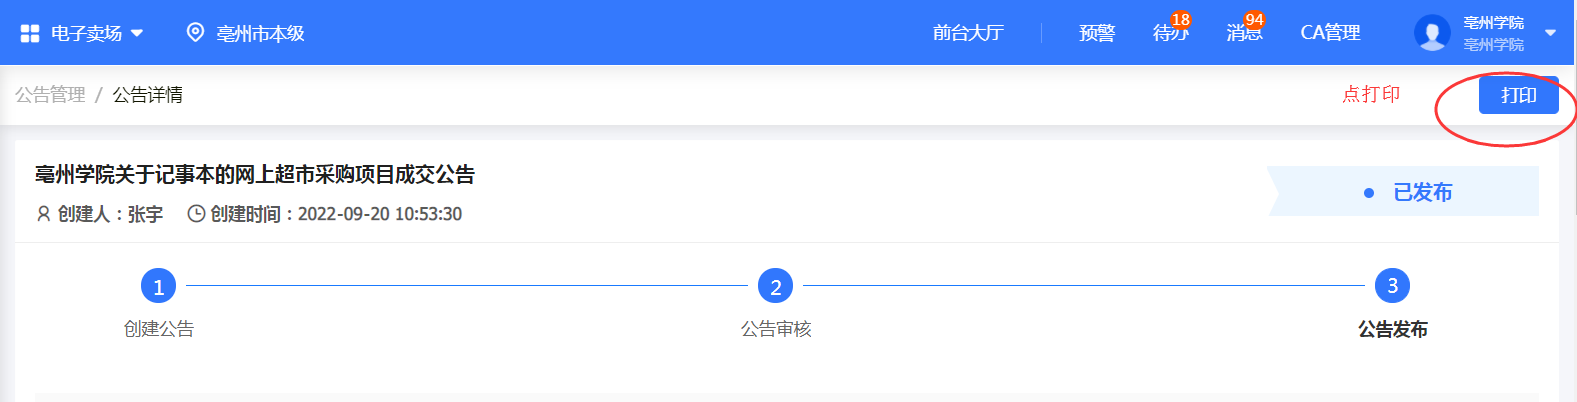 电子卖场 亳州市本级 前台大厅 预警 待办 18 消息 94 CA管理 亳州学院
亳州学院
公告管理 / 公告详情 点打印 打印
亳州学院关于记事本的网上超市采购项目成交公告
创建人：张宇 创建时间：2022-09-20 10:53:30 已发布
1 2 3
创建公告 公告审核 公告发布